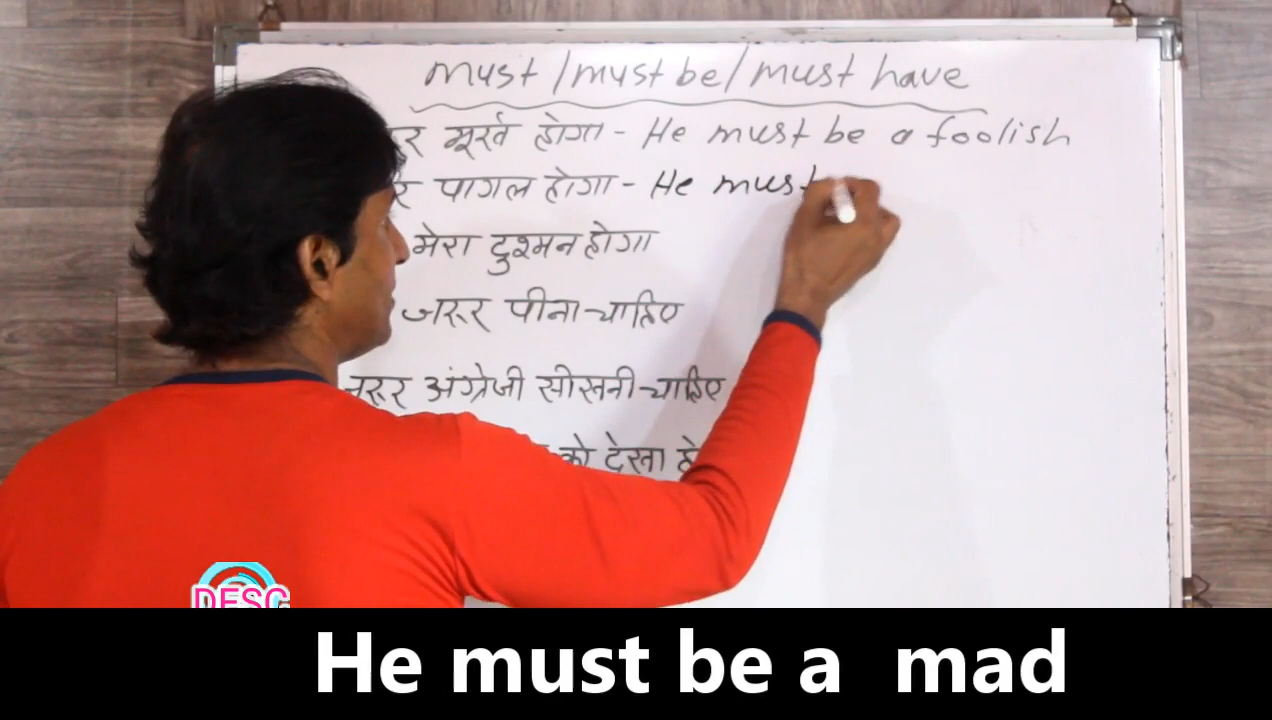 must / must be / must have
मूर्ख होगा - He must be a foolish
पागल होगा - He must
मेरा दुश्मन होगा
जरूर पीना चाहिए
जरूर अंग्रेजी सीखनी चाहिए
को देखा
DESC
He must be a mad